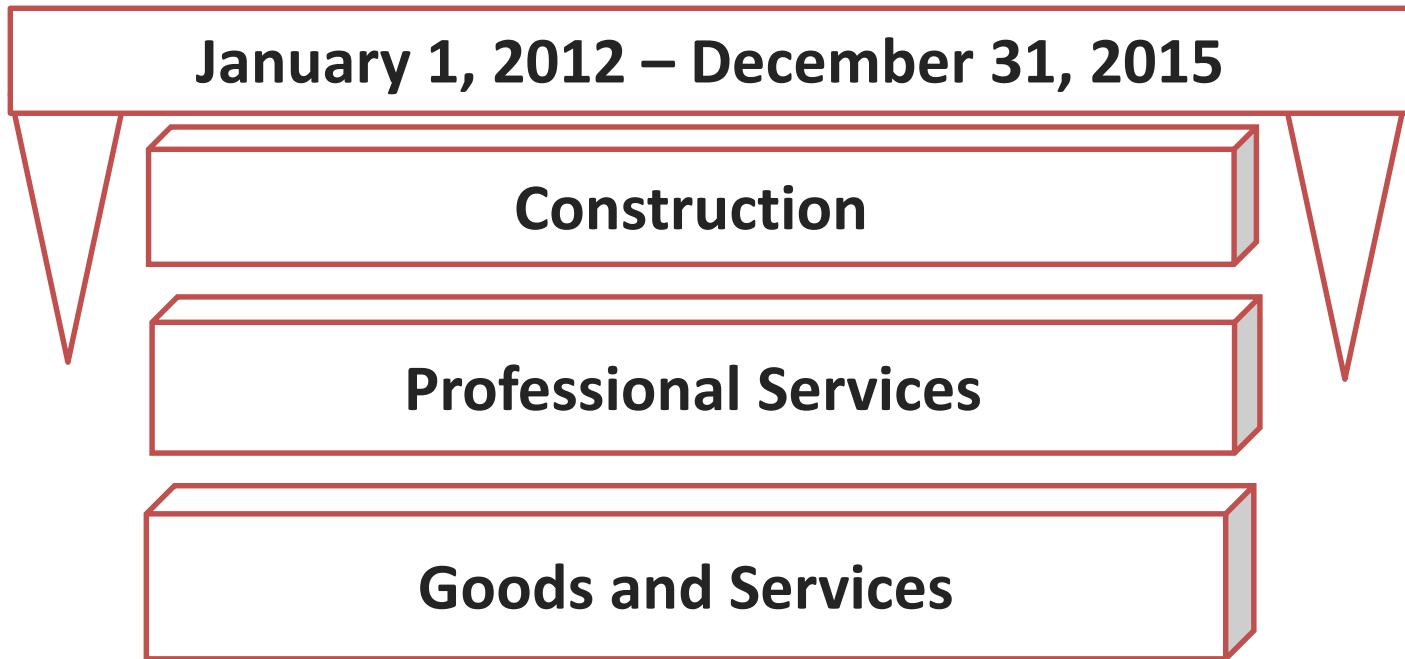 January 1, 2012 – December 31, 2015
Construction
Professional Services
Goods and Services